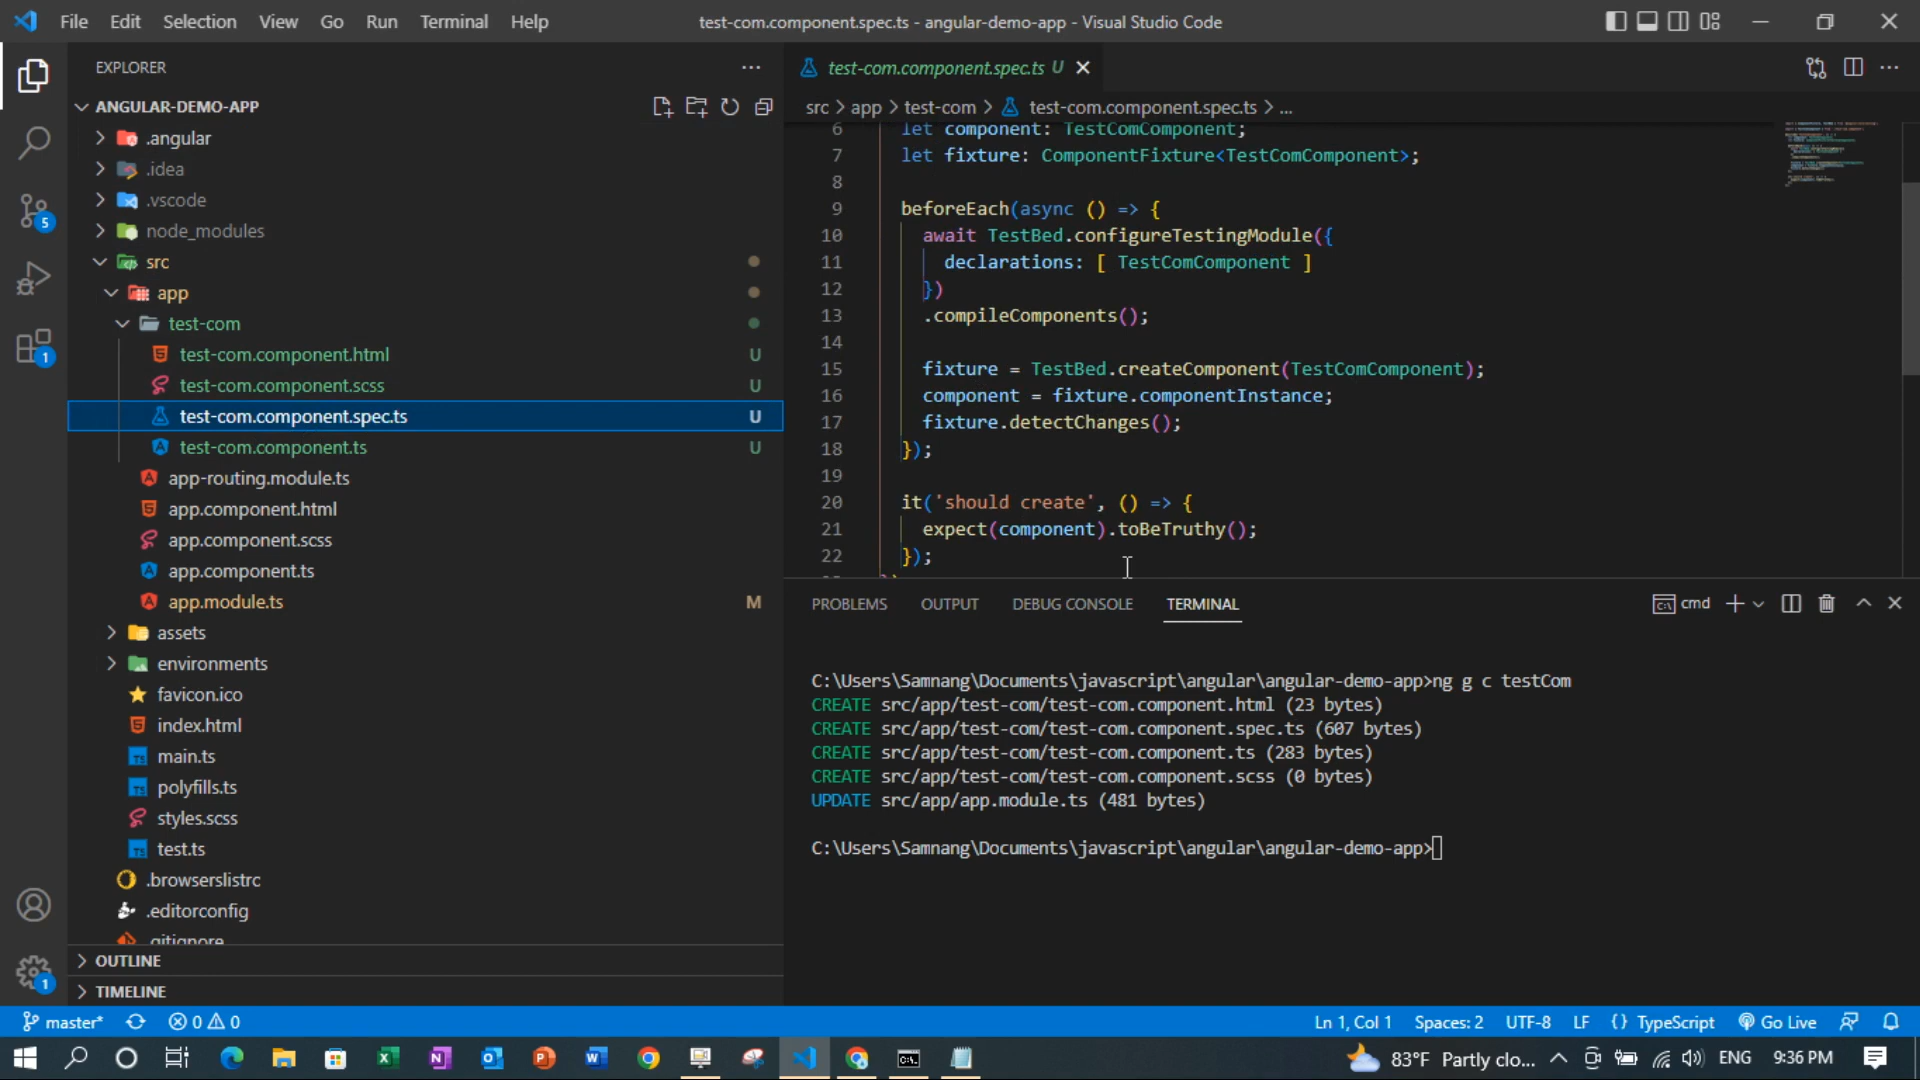 File Edit Selection View Go Run Terminal Help
test-com.component.spec.ts - angular-demo-app - Visual Studio Code
EXPLORER
ANGULAR-DEMO-APP
.angular
.idea
.vscode
node_modules
src
app
test-com
test-com.component.html U
test-com.component.scss U
test-com.component.spec.ts U
test-com.component.ts U
app-routing.module.ts
app.component.html
app.component.scss
app.component.ts
app.module.ts M
assets
environments
favicon.ico
index.html
main.ts
polyfills.ts
styles.scss
test.ts
.browserslistrc
.editorconfig
.gitignore
OUTLINE
TIMELINE
5
1
1
test-com.component.spec.ts U
src > app > test-com > test-com.component.spec.ts > ...
6 let component: TestComComponent;
7 let fixture: ComponentFixture<TestComComponent>;
8
9 beforeEach(async () => {
10 await TestBed.configureTestingModule({
11 declarations: [ TestComComponent ]
12 })
13 .compileComponents();
14
15 fixture = TestBed.createComponent(TestComComponent);
16 component = fixture.componentInstance;
17 fixture.detectChanges();
18 });
19
20 it('should create', () => {
21 expect(component).toBeTruthy();
22 });
PROBLEMS OUTPUT DEBUG CONSOLE TERMINAL
cmd
C:\Users\Samnang\Documents\javascript\angular\angular-demo-app>ng g c testCom
CREATE src/app/test-com/test-com.component.html (23 bytes)
CREATE src/app/test-com/test-com.component.spec.ts (607 bytes)
CREATE src/app/test-com/test-com.component.ts (283 bytes)
CREATE src/app/test-com/test-com.component.scss (0 bytes)
UPDATE src/app/app.module.ts (481 bytes)
C:\Users\Samnang\Documents\javascript\angular\angular-demo-app>
master* 0 0
Ln 1, Col 1 Spaces: 2 UTF-8 LF {} TypeScript Go Live
83°F Partly clo... ENG 9:36 PM